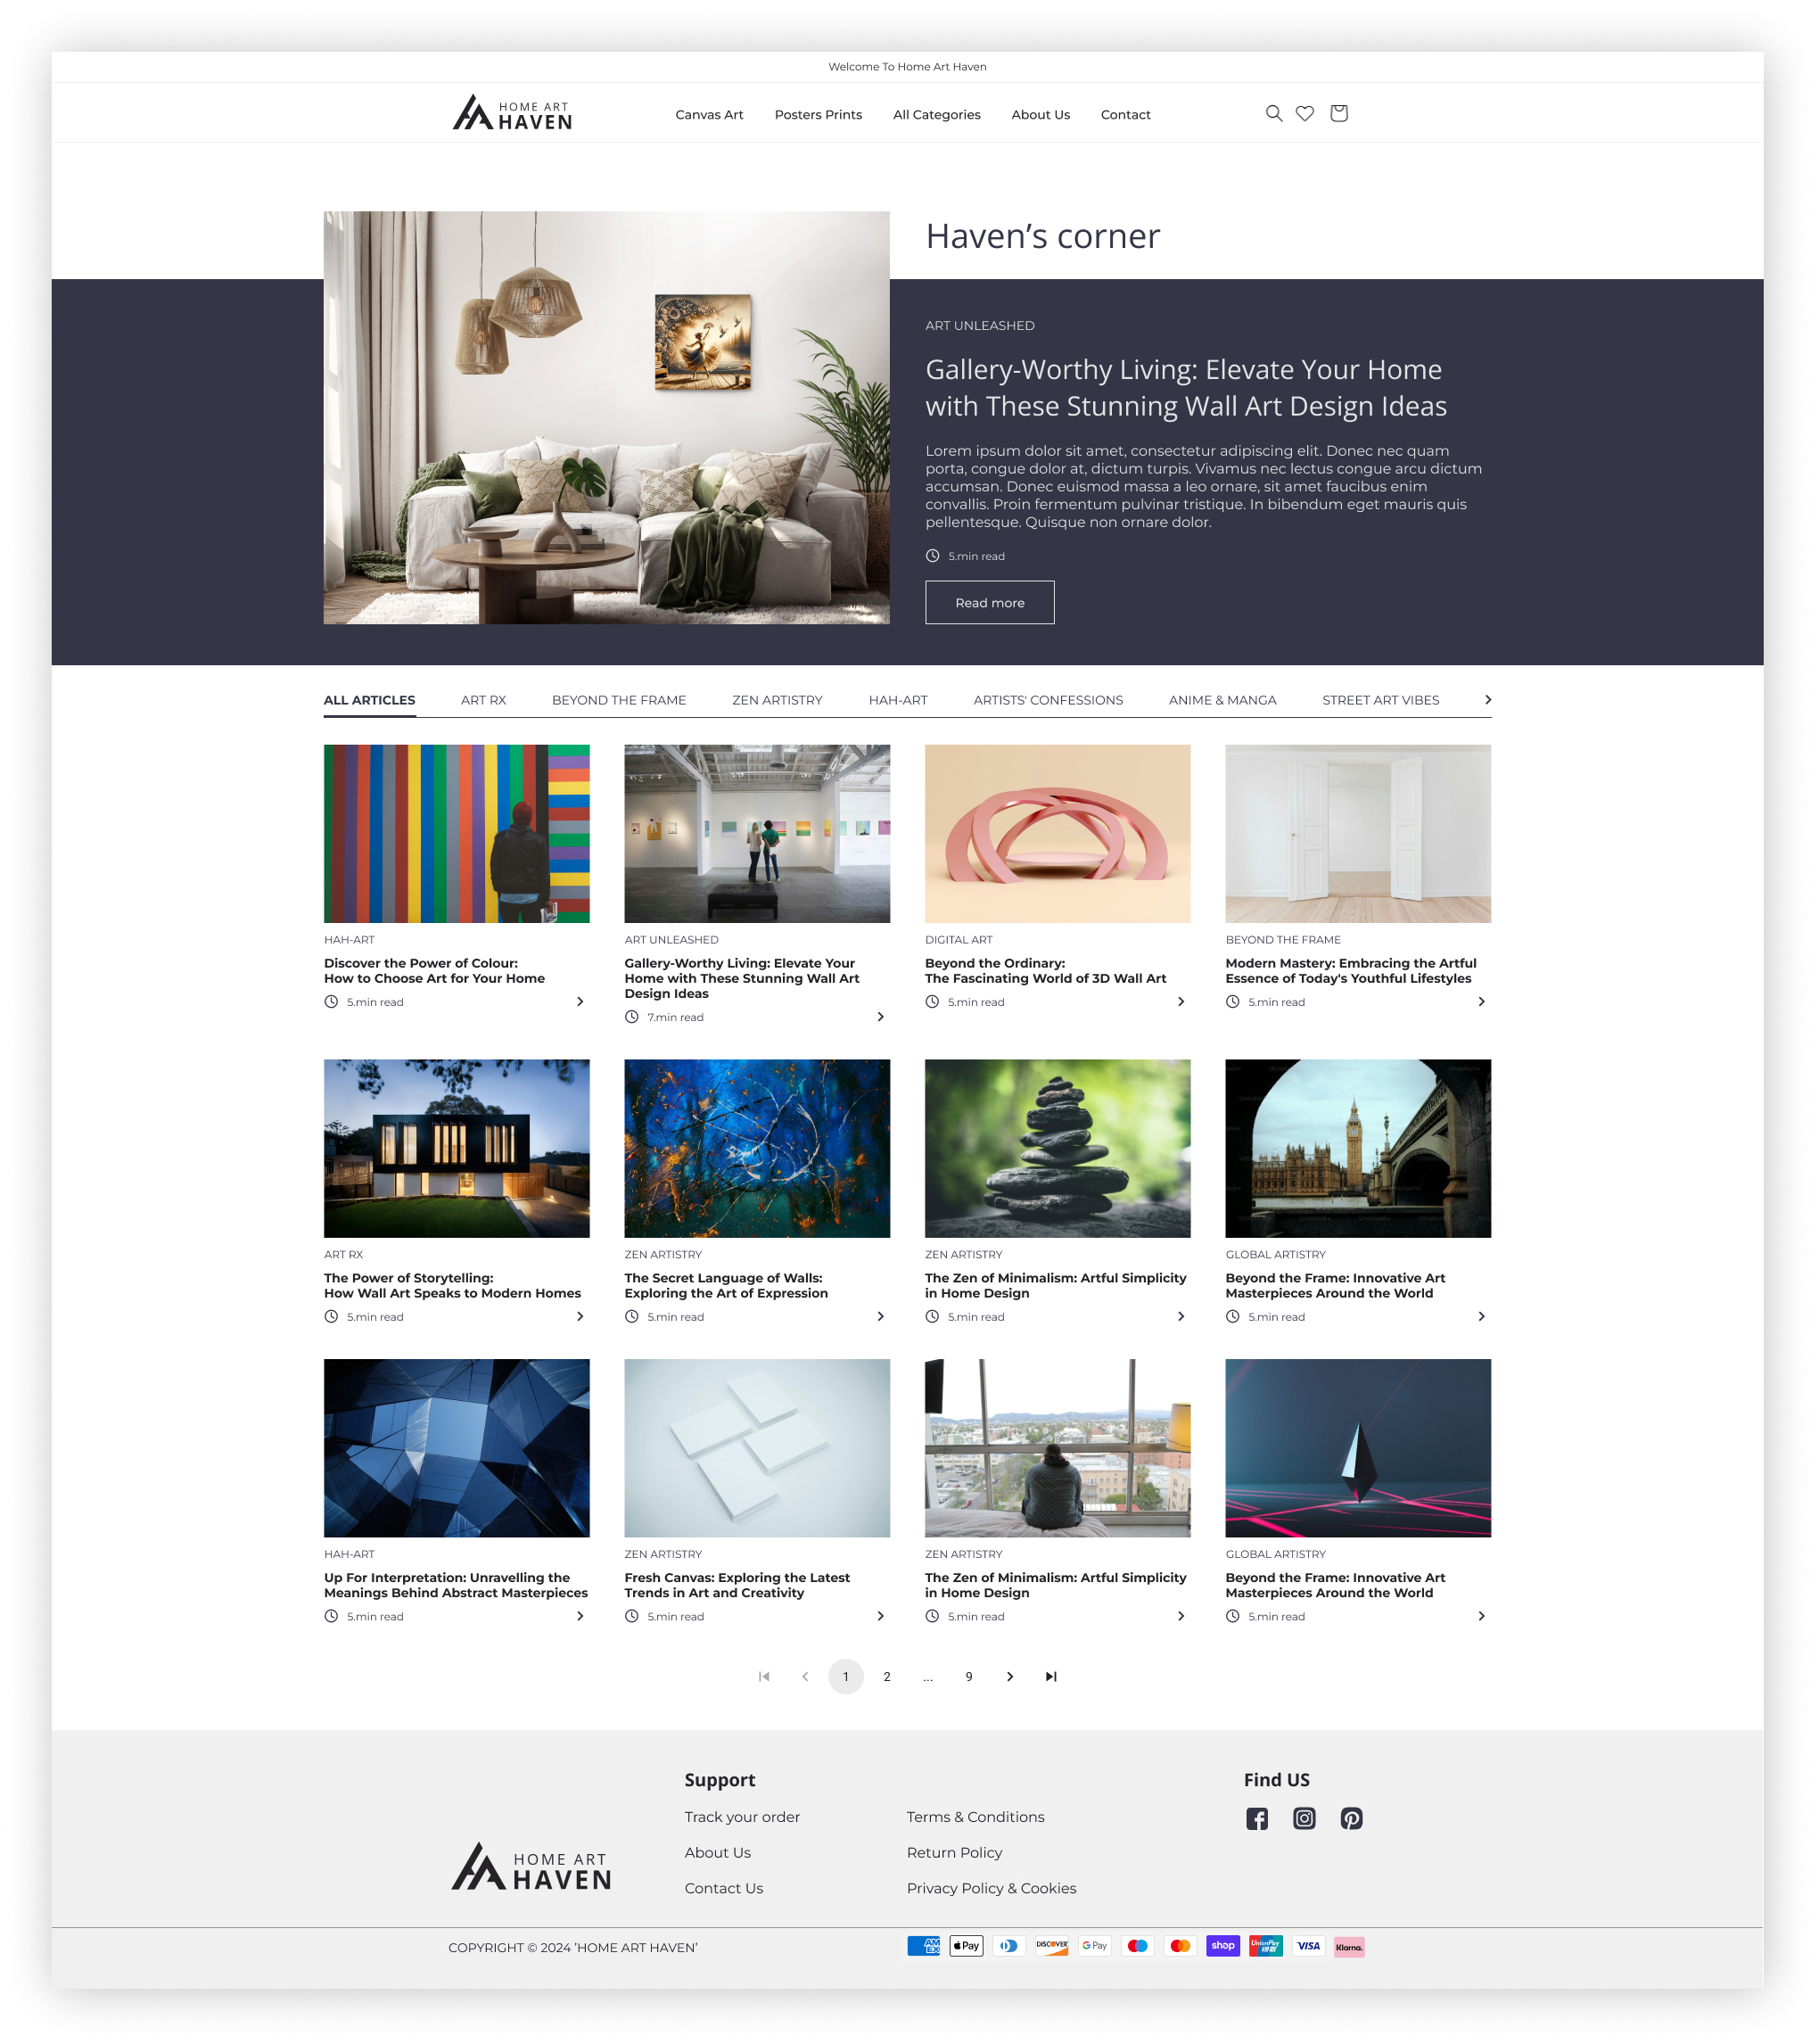 Welcome To Home Art Haven
HOME ART
HAVEN
Canvas Art
Posters Prints
All Categories
About Us
Contact
Haven’s corner
ART UNLEASHED
Gallery-Worthy Living: Elevate Your Home
with These Stunning Wall Art Design Ideas
Lorem ipsum dolor sit amet, consectetur adipiscing elit. Donec nec quam
porta, congue dolor at, dictum turpis. Vivamus nec lectus congue arcu dictum
accumsan. Donec euismod massa a leo ornare, sit amet faucibus enim
convallis. Proin fermentum pulvinar tristique. In bibendum eget mauris quis
pellentesque. Quisque non ornare dolor.
5.min read
Read more
ALL ARTICLES
ART RX
BEYOND THE FRAME
ZEN ARTISTRY
HAH-ART
ARTISTS' CONFESSIONS
ANIME & MANGA
STREET ART VIBES
HAH-ART
Discover the Power of Colour:
How to Choose Art for Your Home
5.min read
ART UNLEASHED
Gallery-Worthy Living: Elevate Your
Home with These Stunning Wall Art
Design Ideas
7.min read
DIGITAL ART
Beyond the Ordinary:
The Fascinating World of 3D Wall Art
5.min read
BEYOND THE FRAME
Modern Mastery: Embracing the Artful
Essence of Today's Youthful Lifestyles
5.min read
ART RX
The Power of Storytelling:
How Wall Art Speaks to Modern Homes
5.min read
ZEN ARTISTRY
The Secret Language of Walls:
Exploring the Art of Expression
5.min read
ZEN ARTISTRY
The Zen of Minimalism: Artful Simplicity
in Home Design
5.min read
GLOBAL ARTISTRY
Beyond the Frame: Innovative Art
Masterpieces Around the World
5.min read
HAH-ART
Up For Interpretation: Unravelling the
Meanings Behind Abstract Masterpieces
5.min read
ZEN ARTISTRY
Fresh Canvas: Exploring the Latest
Trends in Art and Creativity
5.min read
ZEN ARTISTRY
The Zen of Minimalism: Artful Simplicity
in Home Design
5.min read
GLOBAL ARTISTRY
Beyond the Frame: Innovative Art
Masterpieces Around the World
5.min read
1
2
...
9
HOME ART
HAVEN
Support
Track your order
About Us
Contact Us
Terms & Conditions
Return Policy
Privacy Policy & Cookies
Find US
COPYRIGHT © 2024 'HOME ART HAVEN'
AMEX
Pay
DISCOVER
G Pay
shop
UnionPay
VISA
Klarna.